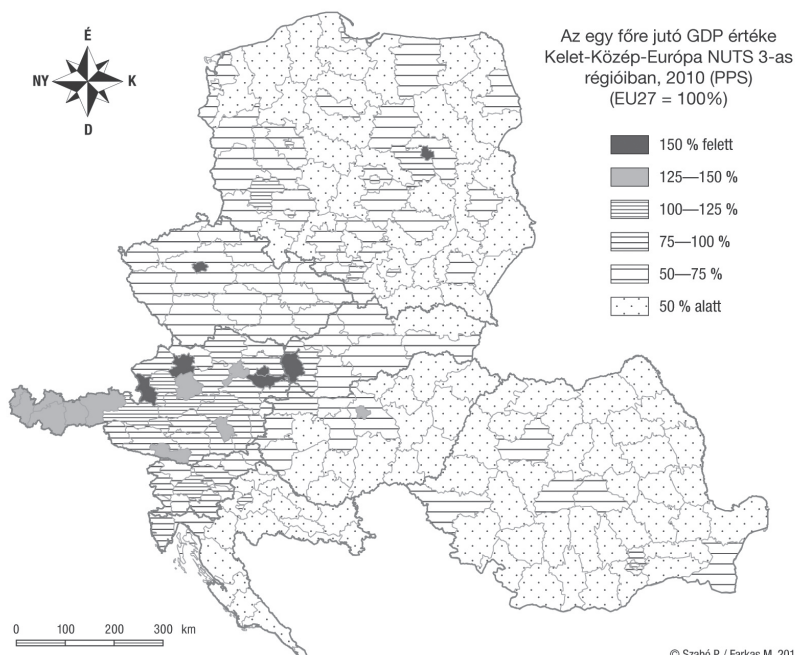 Az egy főre jutó GDP értéke
Kelet-Közép-Európa NUTS 3-as
régióiban, 2010 (PPS)
(EU27 = 100%)
É
NY
K
D
150 % felett
125—150 %
100—125 %
75—100 %
50—75 %
50 % alatt
0 100 200 300 km
© Szabó P. / Farkas M. 201